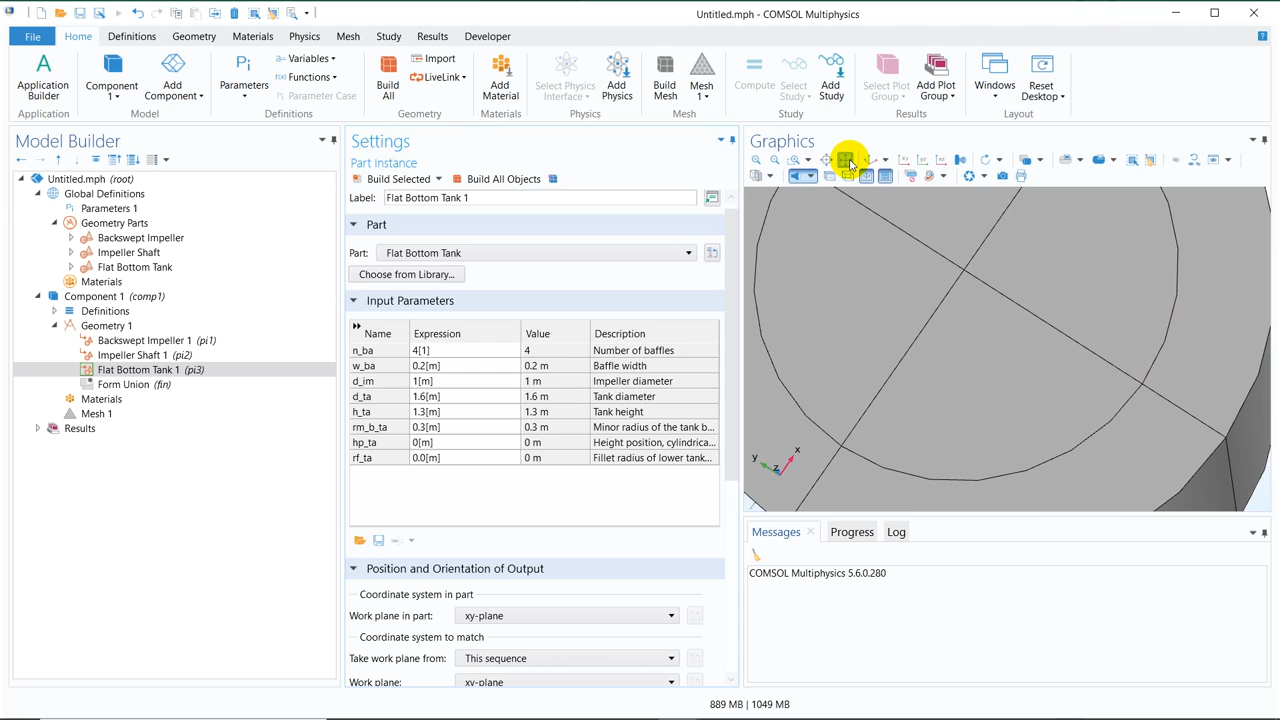 Untitled.mph - COMSOL Multiphysics
File Home Definitions Geometry Materials Physics Mesh Study Results Developer
A Application Builder
Component 1
Add Component
Pi Parameters
a= Variables
f(x) Functions
Parameter Case
Build All
Import
LiveLink
Add Material
Select Physics Interface
Add Physics
Build Mesh
Mesh 1
Compute
Select Study
Add Study
Select Plot Group
Add Plot Group
Windows
Reset Desktop
Application Model Definitions Geometry Materials Physics Mesh Study Results Layout
Model Builder
Untitled.mph (root)
Global Definitions
Pi Parameters 1
Geometry Parts
Backswept Impeller
Impeller Shaft
Flat Bottom Tank
Materials
Component 1 (comp1)
Definitions
Geometry 1
Backswept Impeller 1 (pi1)
Impeller Shaft 1 (pi2)
Flat Bottom Tank 1 (pi3)
Form Union (fin)
Materials
Mesh 1
Results
Settings
Part Instance
Build Selected Build All Objects
Label: Flat Bottom Tank 1
Part
Part: Flat Bottom Tank
Choose from Library...
Input Parameters
Name Expression Value Description
n_ba 4[1] 4 Number of baffles
w_ba 0.2[m] 0.2 m Baffle width
d_im 1[m] 1 m Impeller diameter
d_ta 1.6[m] 1.6 m Tank diameter
h_ta 1.3[m] 1.3 m Tank height
rm_b_ta 0.3[m] 0.3 m Minor radius of the tank b...
hp_ta 0[m] 0 m Height position, cylindrica...
rf_ta 0.0[m] 0 m Fillet radius of lower tank...
Position and Orientation of Output
Coordinate system in part
Work plane in part: xy-plane
Coordinate system to match
Take work plane from: This sequence
Work plane: xy-plane
Graphics
y z x
Messages Progress Log
COMSOL Multiphysics 5.6.0.280
889 MB | 1049 MB